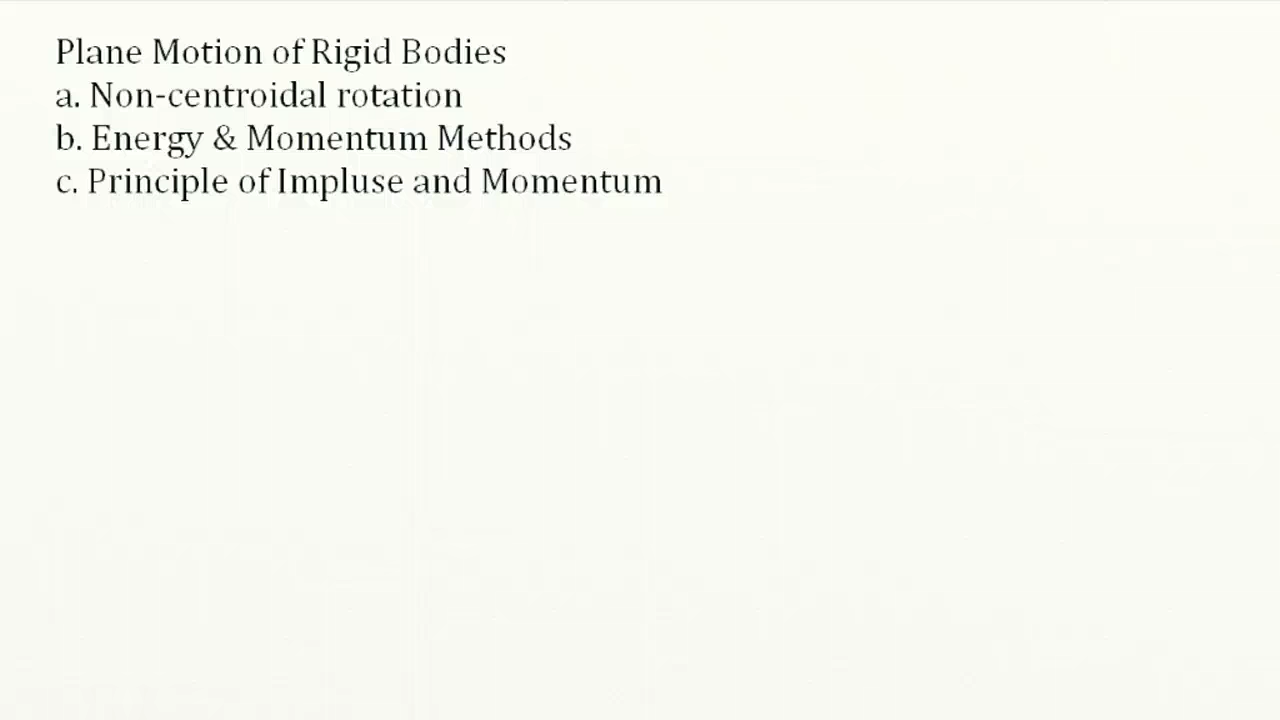 Plane Motion of Rigid Bodies
a. Non-centroidal rotation
b. Energy & Momentum Methods
c. Principle of Impluse and Momentum